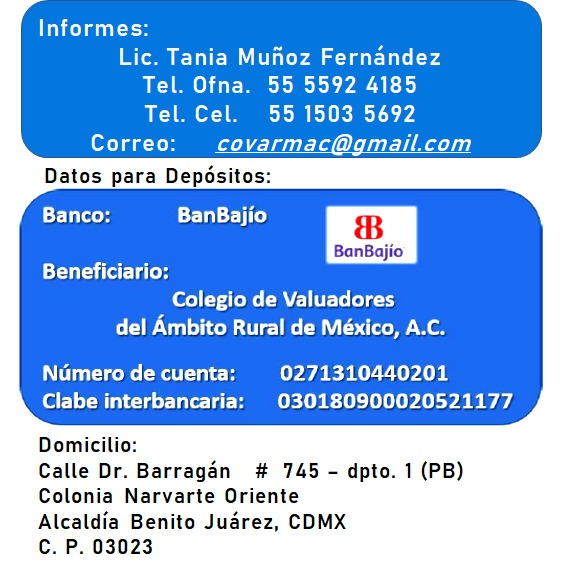 Informes:
Lic. Tania Muñoz Fernández
Tel. Ofna. 55 5592 4185
Tel. Cel. 55 1503 5692
Correo: covarmac@gmail.com
Datos para Depósitos:
Banco: BanBajío
BanBajío
Beneficiario:
Colegio de Valuadores
del Ámbito Rural de México, A.C.
Número de cuenta: 0271310440201
Clabe interbancaria: 030180900020521177
Domicilio:
Calle Dr. Barragán # 745 – dpto. 1 (PB)
Colonia Narvarte Oriente
Alcaldía Benito Juárez, CDMX
C. P. 03023